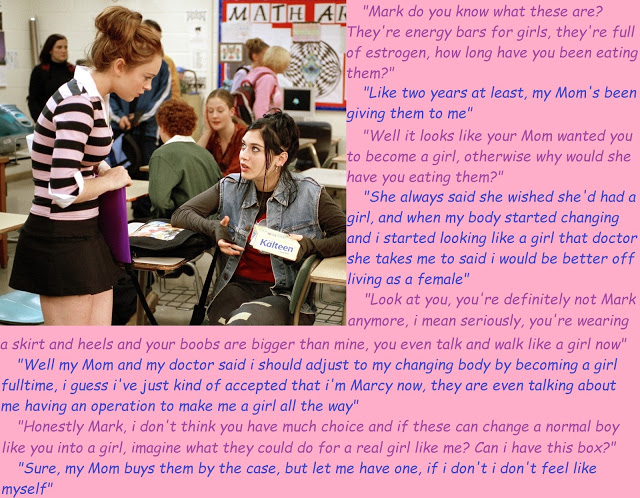 MATH AR
Kälteen
"Mark do you know what these are?
They're energy bars for girls, they're full
of estrogen, how long have you been eating
them?"
"Like two years at least, my Mom's been
giving them to me"
"Well it looks like your Mom wanted you
to become a girl, otherwise why would she
have you eating them?"
"She always said she wished she'd had a
girl, and when my body started changing
and i started looking like a girl that doctor
she takes me to said i would be better off
living as a female"
"Look at you, you're definitely not Mark
anymore, i mean seriously, you're wearing
a skirt and heels and your boobs are bigger than mine, you even talk and walk like a girl now"
"Well my Mom and my doctor said i should adjust to my changing body by becoming a girl
fulltime, i guess i've just kind of accepted that i'm Marcy now, they are even talking about
me having an operation to make me a girl all the way"
"Honestly Mark, i don't think you have much choice and if these can change a normal boy
like you into a girl, imagine what they could do for a real girl like me? Can i have this box?"
"Sure, my Mom buys them by the case, but let me have one, if i don't i don't feel like
myself"